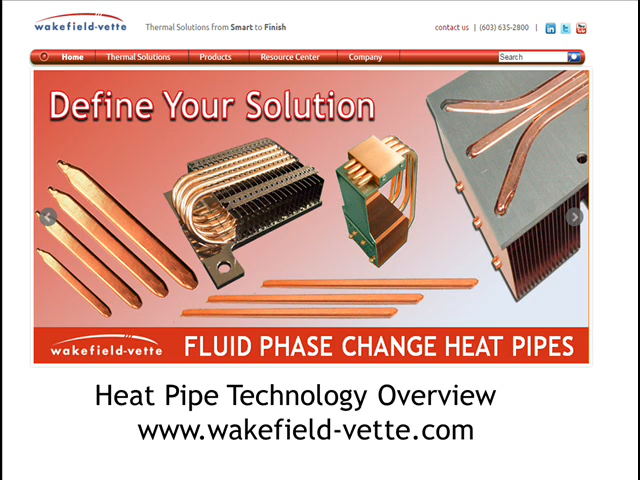 wakefield-vette
Thermal Solutions from Smart to Finish
contact us | (603) 635-2800 |
Home Thermal Solutions Products Resource Center Company Search
Define Your Solution
wakefield-vette FLUID PHASE CHANGE HEAT PIPES
Heat Pipe Technology Overview
www.wakefield-vette.com